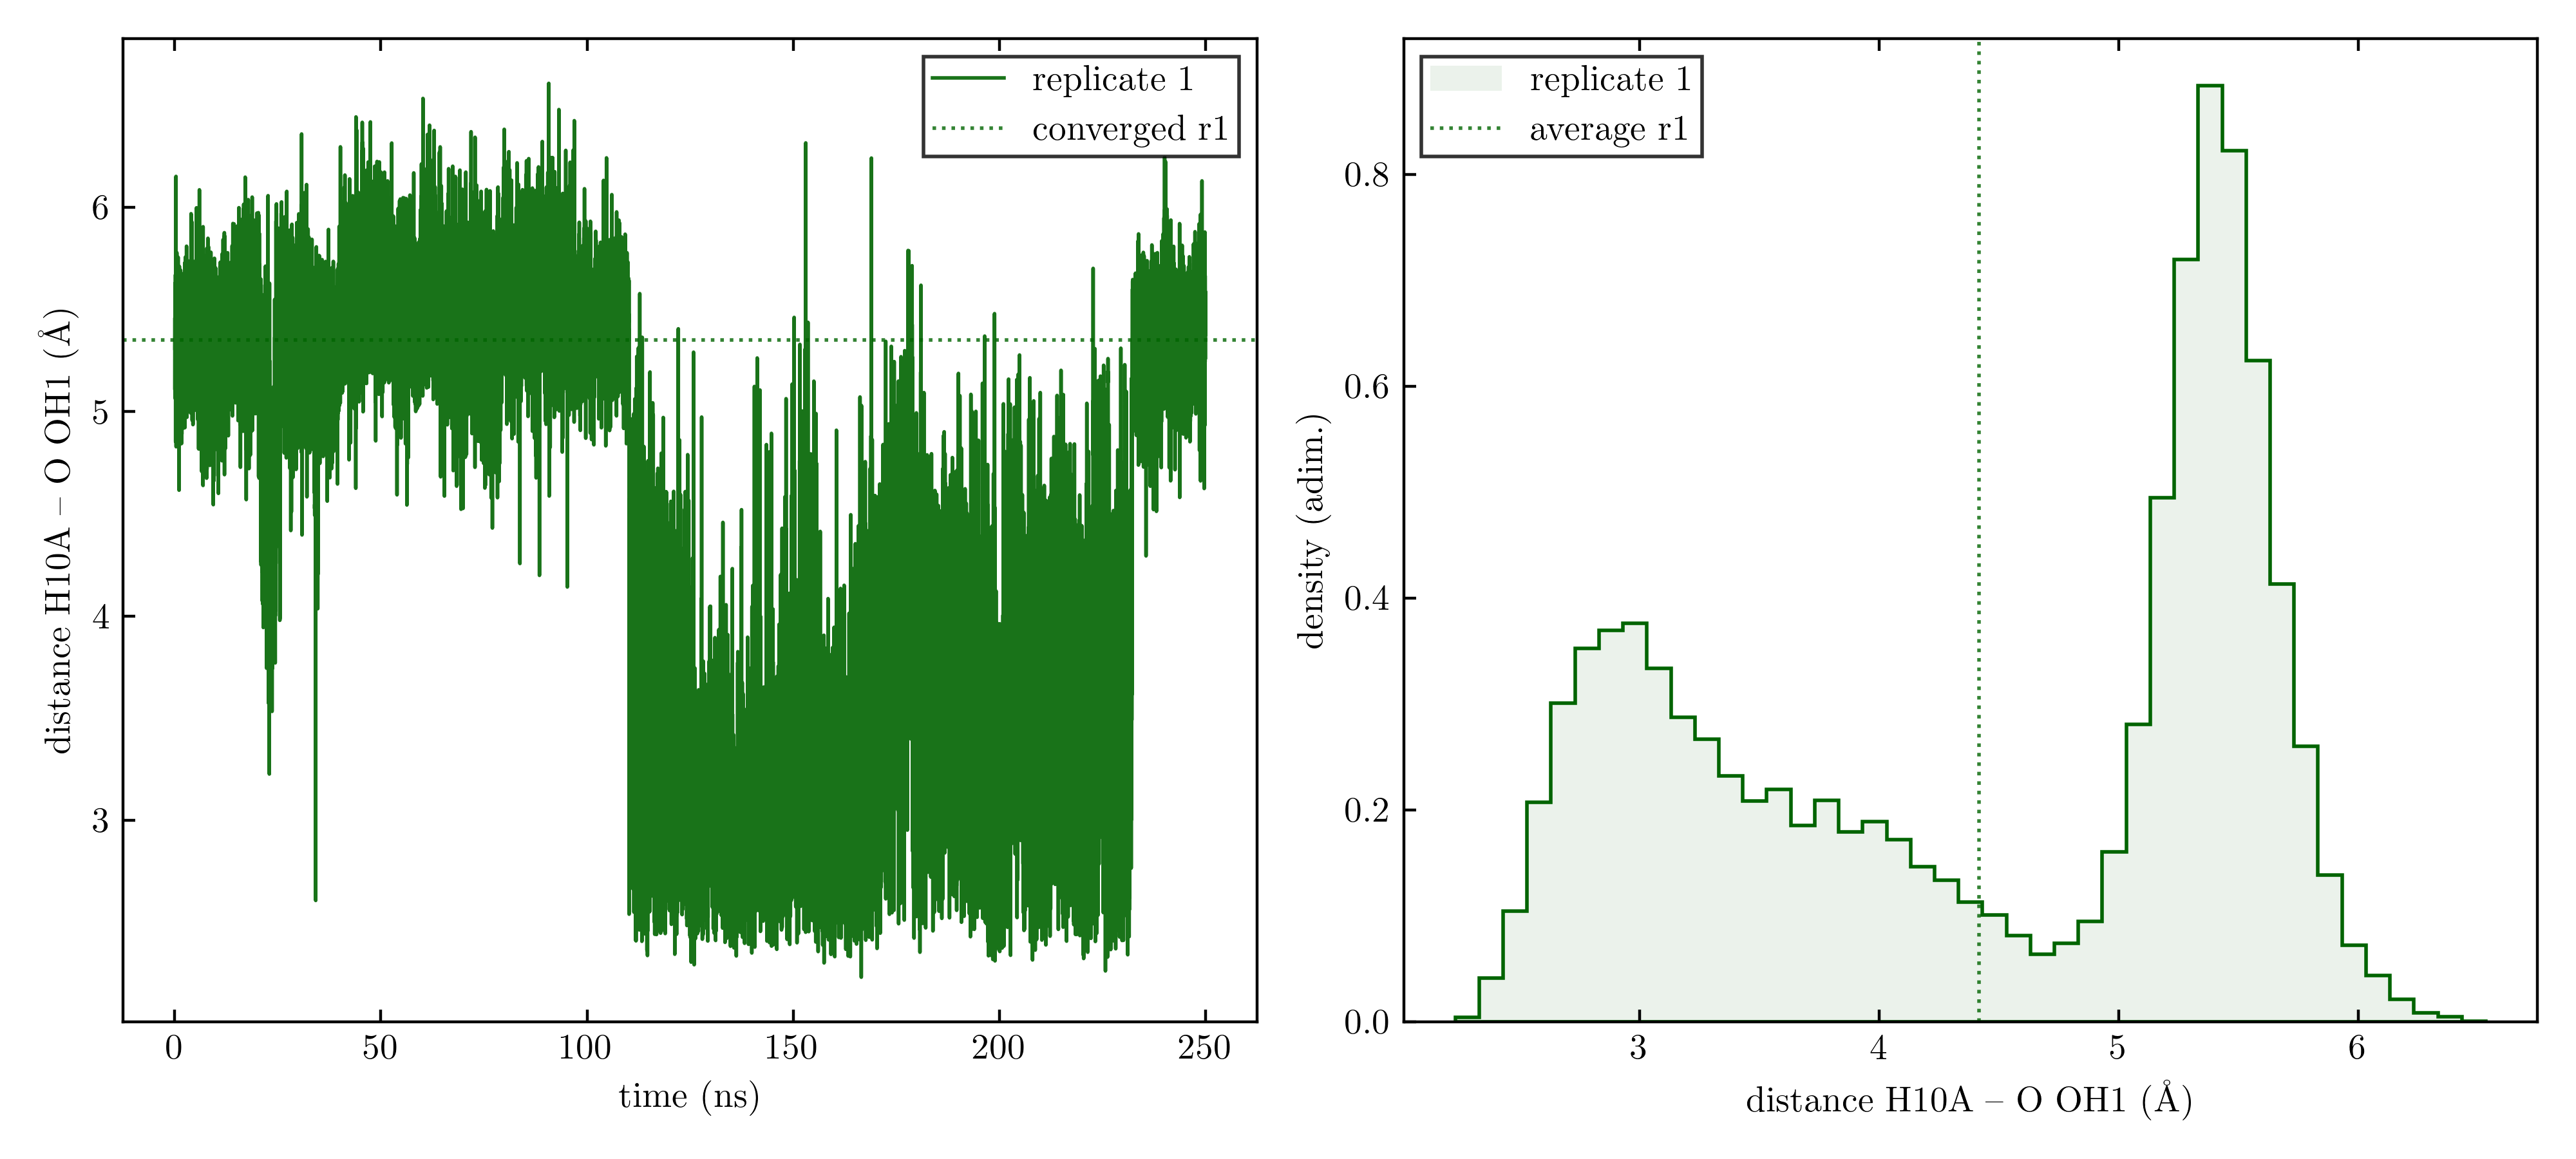 distance H10A – O OH1 (Å)
6
5
4
3
replicate 1
converged r1
0 50 100 150 200 250
time (ns)
density (adim.)
0.8
0.6
0.4
0.2
0.0
replicate 1
average r1
3 4 5 6
distance H10A – O OH1 (Å)